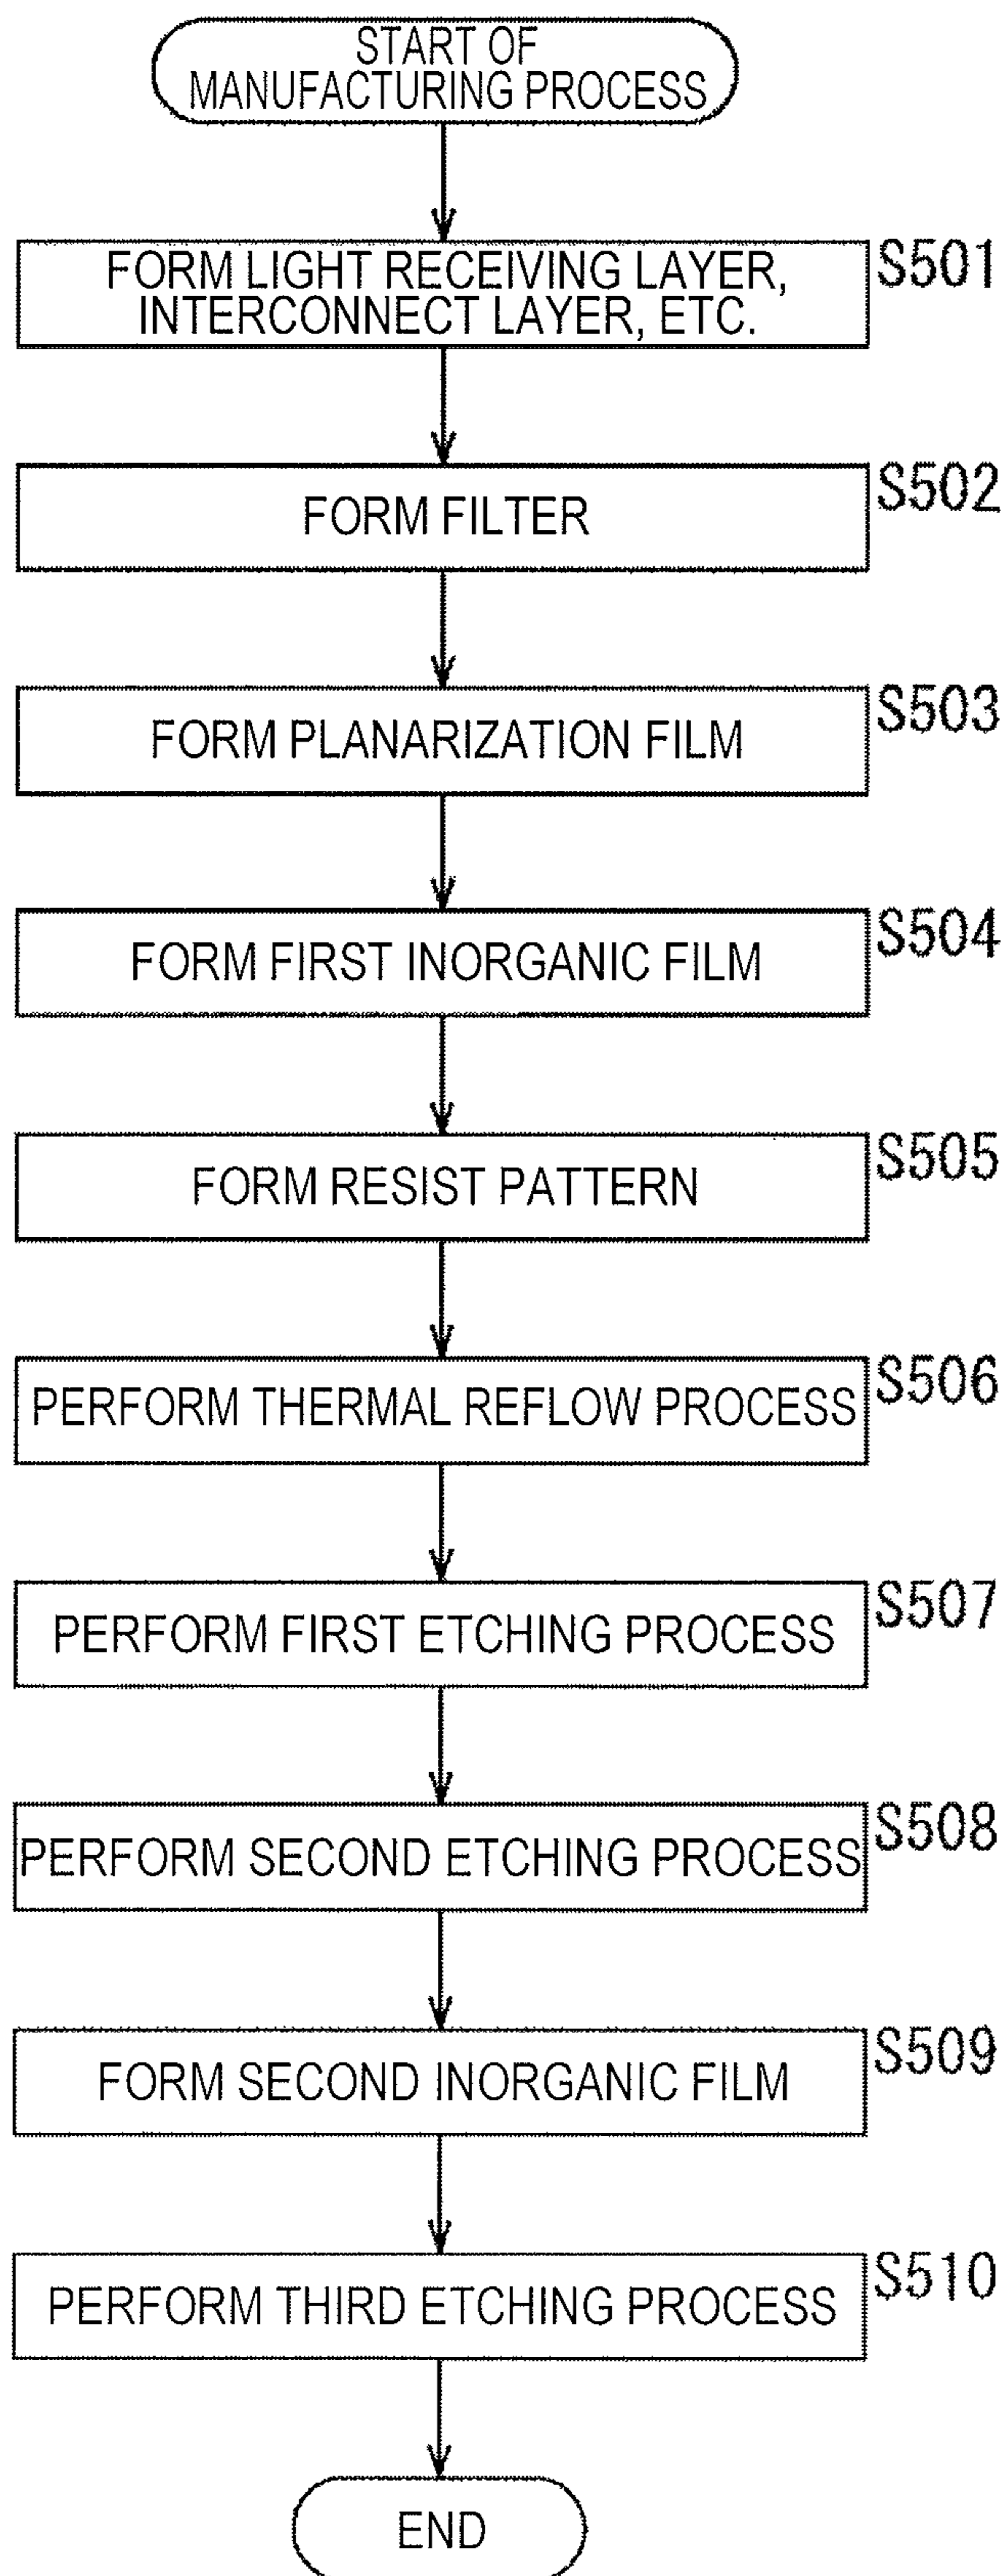 START OF
MANUFACTURING PROCESS
FORM LIGHT RECEIVING LAYER,
INTERCONNECT LAYER, ETC.
S501
FORM FILTER
S502
FORM PLANARIZATION FILM
S503
FORM FIRST INORGANIC FILM
S504
FORM RESIST PATTERN
S505
PERFORM THERMAL REFLOW PROCESS
S506
PERFORM FIRST ETCHING PROCESS
S507
PERFORM SECOND ETCHING PROCESS
S508
FORM SECOND INORGANIC FILM
S509
PERFORM THIRD ETCHING PROCESS
S510
END